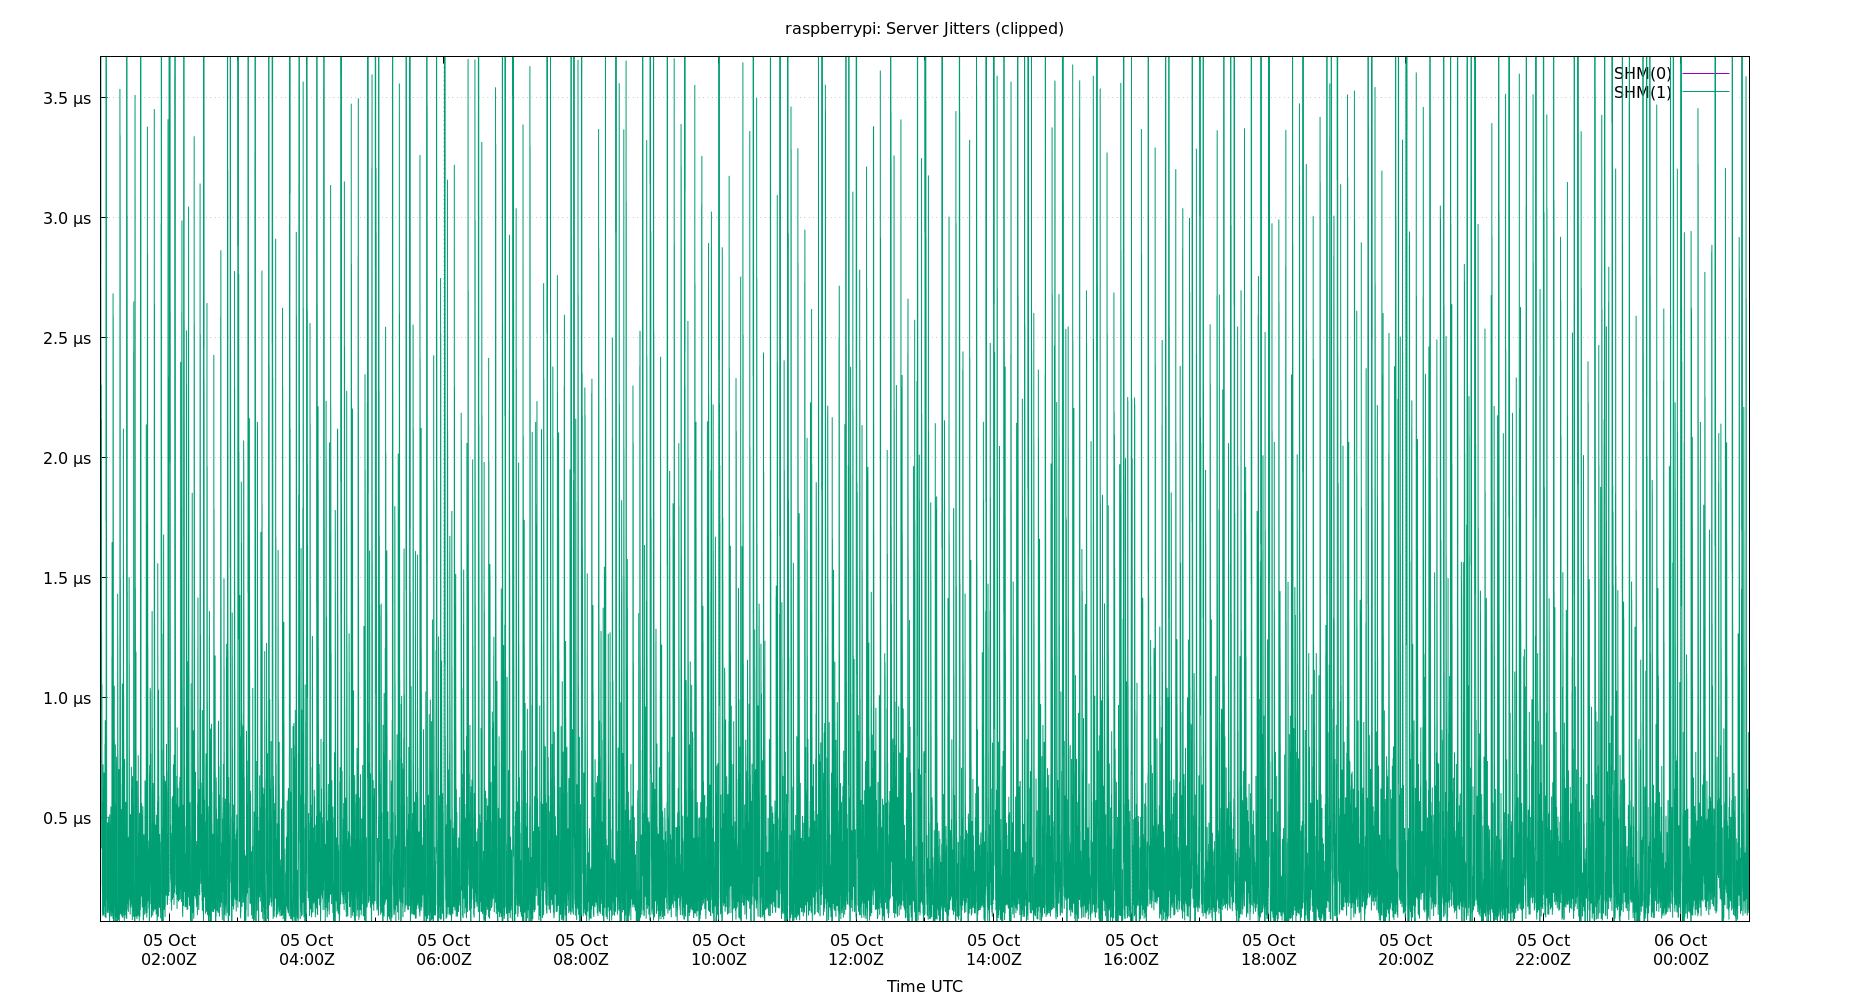 raspberrypi: Server Jitters (clipped)
SHM(0)
SHM(1)
3.5 µs
3.0 µs
2.5 µs
2.0 µs
1.5 µs
1.0 µs
0.5 µs
05 Oct 05 Oct 05 Oct 05 Oct 05 Oct 05 Oct 05 Oct 05 Oct 05 Oct 05 Oct 05 Oct 06 Oct
02:00Z 04:00Z 06:00Z 08:00Z 10:00Z 12:00Z 14:00Z 16:00Z 18:00Z 20:00Z 22:00Z 00:00Z
Time UTC